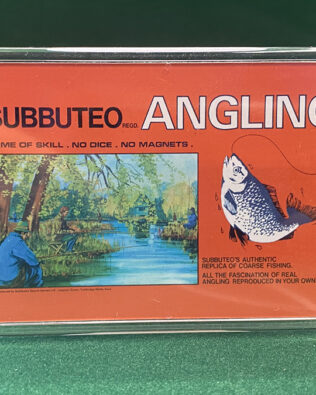 SUBBUTEO REGD. ANGLING
ME OF SKILL . NO DICE . NO MAGNETS .
SUBBUTEO'S AUTHENTIC
REPLICA OF COARSE FISHING.
ALL THE FASCINATION OF REAL
ANGLING REPRODUCED IN YOUR OWN